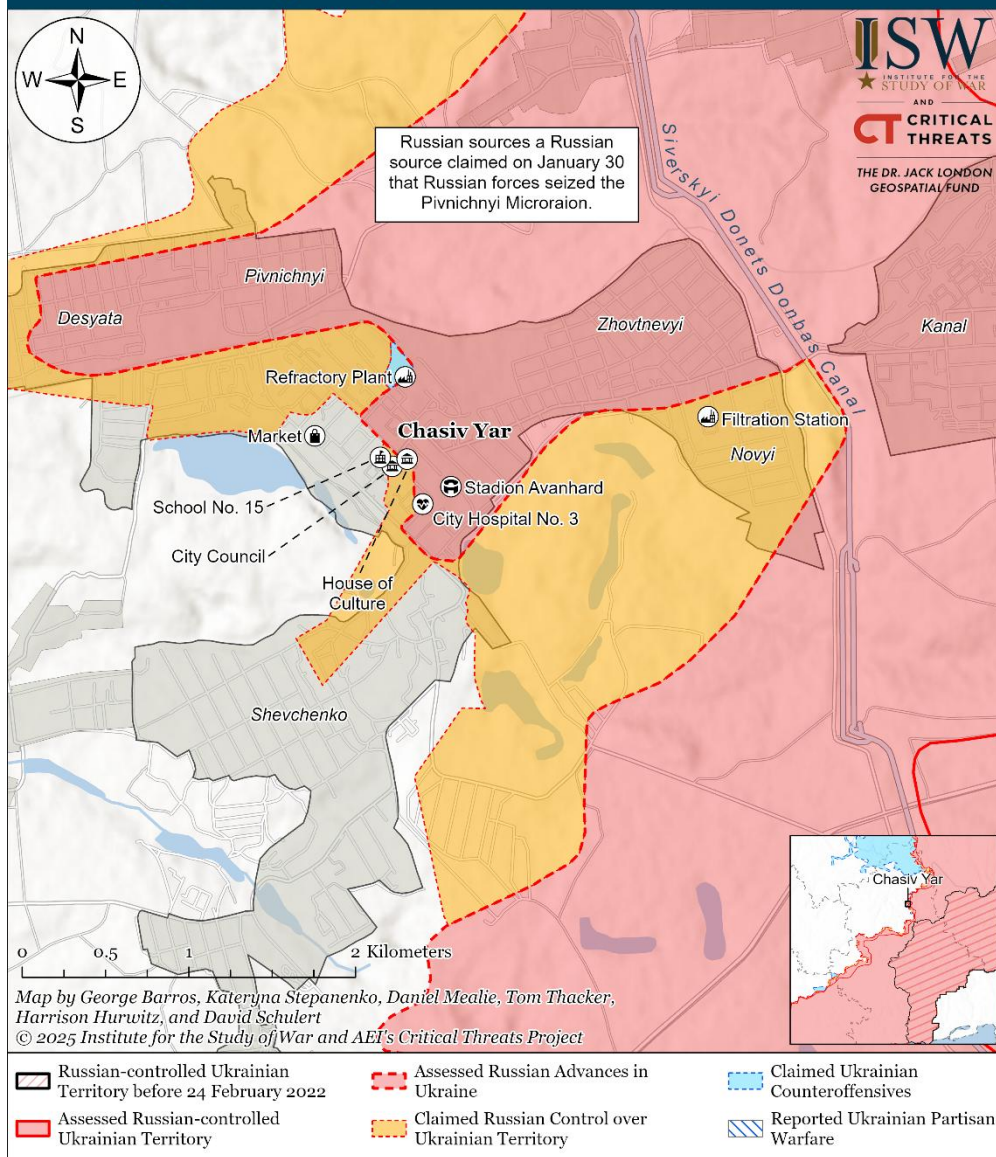 N
W
E
S
ISW
INSTITUTE FOR THE
STUDY OF WAR
AND
CT CRITICAL
THREATS
THE DR. JACK LONDON
GEOSPATIAL FUND
Russian sources a Russian
source claimed on January 30
that Russian forces seized the
Pivnichnyi Microraion.
Siverskyi Donets Donbas Canal
Pivnichnyi
Desyata
Zhovtnevyi
Kanal
Refractory Plant
Market
Chasiv Yar
Filtration Station
Novyi
School No. 15
Stadion Avanhard
City Hospital No. 3
City Council
House of
Culture
Shevchenko
Chasiv Yar
0 0.5 1 2 Kilometers
Map by George Barros, Kateryna Stepanenko, Daniel Mealie, Tom Thacker,
Harrison Hurwitz, and David Schulert
© 2025 Institute for the Study of War and AEI's Critical Threats Project
Russian-controlled Ukrainian
Territory before 24 February 2022
Assessed Russian-controlled
Ukrainian Territory
Assessed Russian Advances in
Ukraine
Claimed Russian Control over
Ukrainian Territory
Claimed Ukrainian
Counteroffensives
Reported Ukrainian Partisan
Warfare